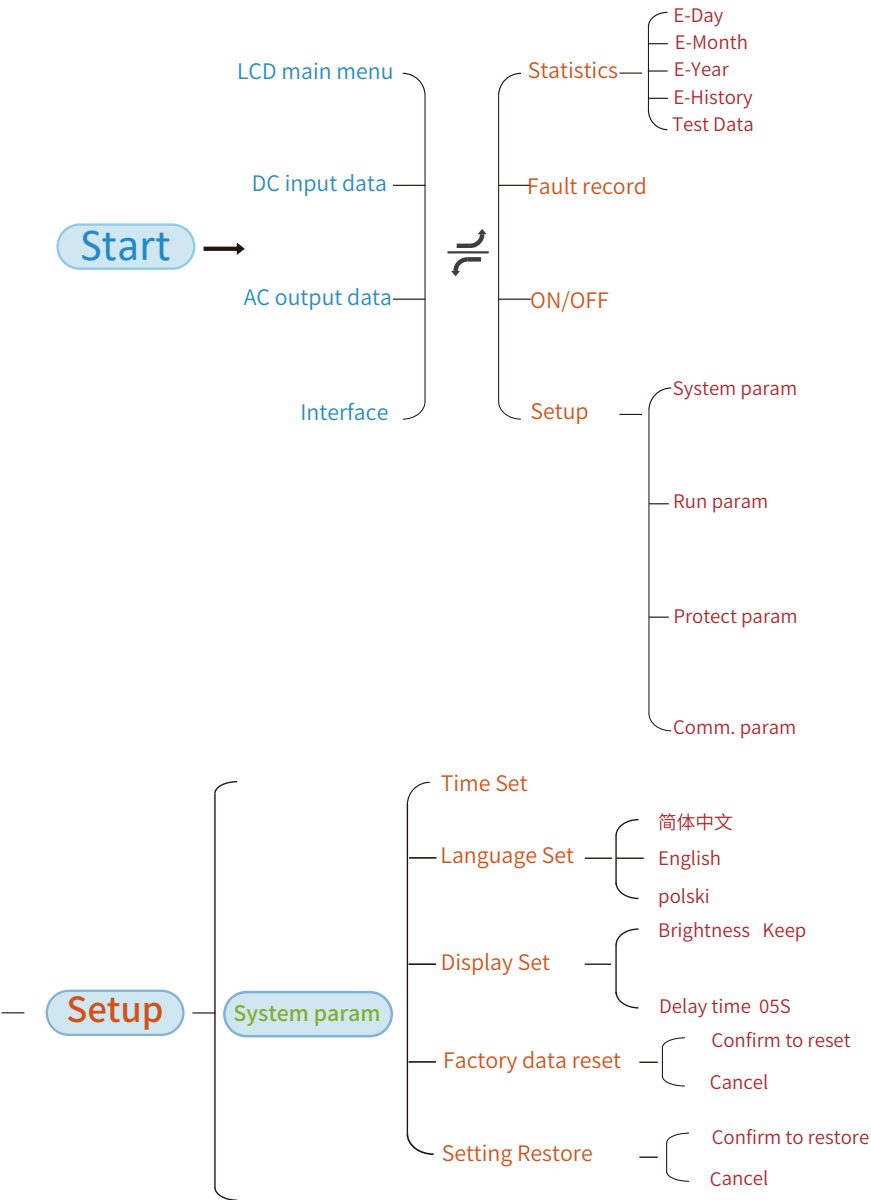 Start
LCD main menu
DC input data
AC output data
Interface
Statistics
E-Day
E-Month
E-Year
E-History
Test Data
Fault record
ON/OFF
Setup
System param
Run param
Protect param
Comm. param
Setup
System param
Time Set
Language Set
简体中文
English
polski
Display Set
Brightness Keep
Delay time 05S
Factory data reset
Confirm to reset
Cancel
Setting Restore
Confirm to restore
Cancel